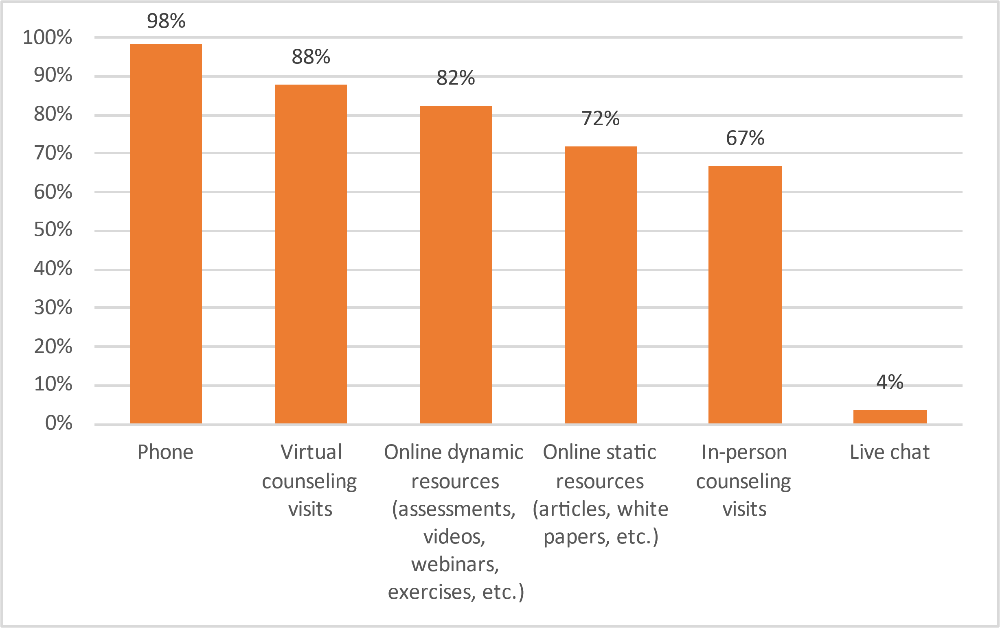 98%
88%
82%
72%
67%
4%
100%
90%
80%
70%
60%
50%
40%
30%
20%
10%
0%
Phone
Virtual
counseling
visits
Online dynamic
resources
(assessments,
videos,
webinars,
exercises, etc.)
Online static
resources
(articles, white
papers, etc.)
In-person
counseling
visits
Live chat